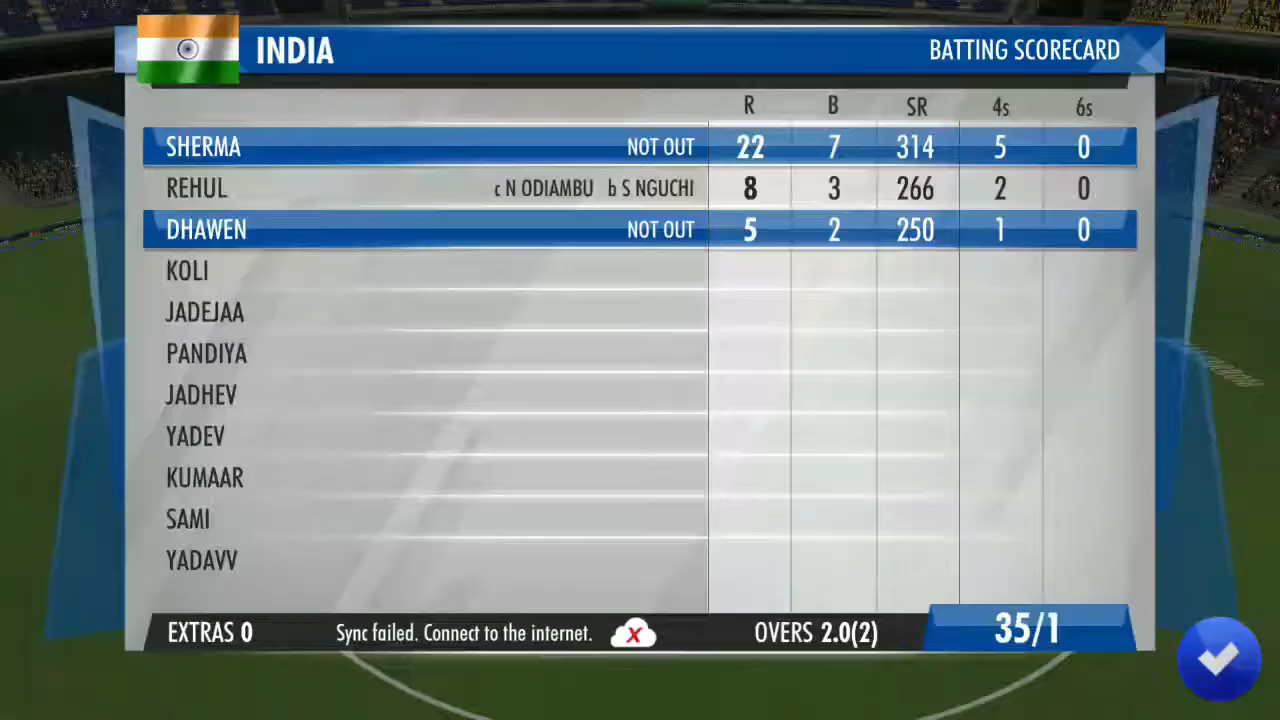 INDIA BATTING SCORECARD
R B SR 4s 6s
SHERMA NOT OUT 22 7 314 5 0
REHUL c N ODIAMBU b S NGUCHI 8 3 266 2 0
DHAWEN NOT OUT 5 2 250 1 0
KOLI
JADEJAA
PANDIYA
JADHEV
YADEV
KUMAAR
SAMI
YADAVV
EXTRAS 0 Sync failed. Connect to the internet. X OVERS 2.0(2) 35/1